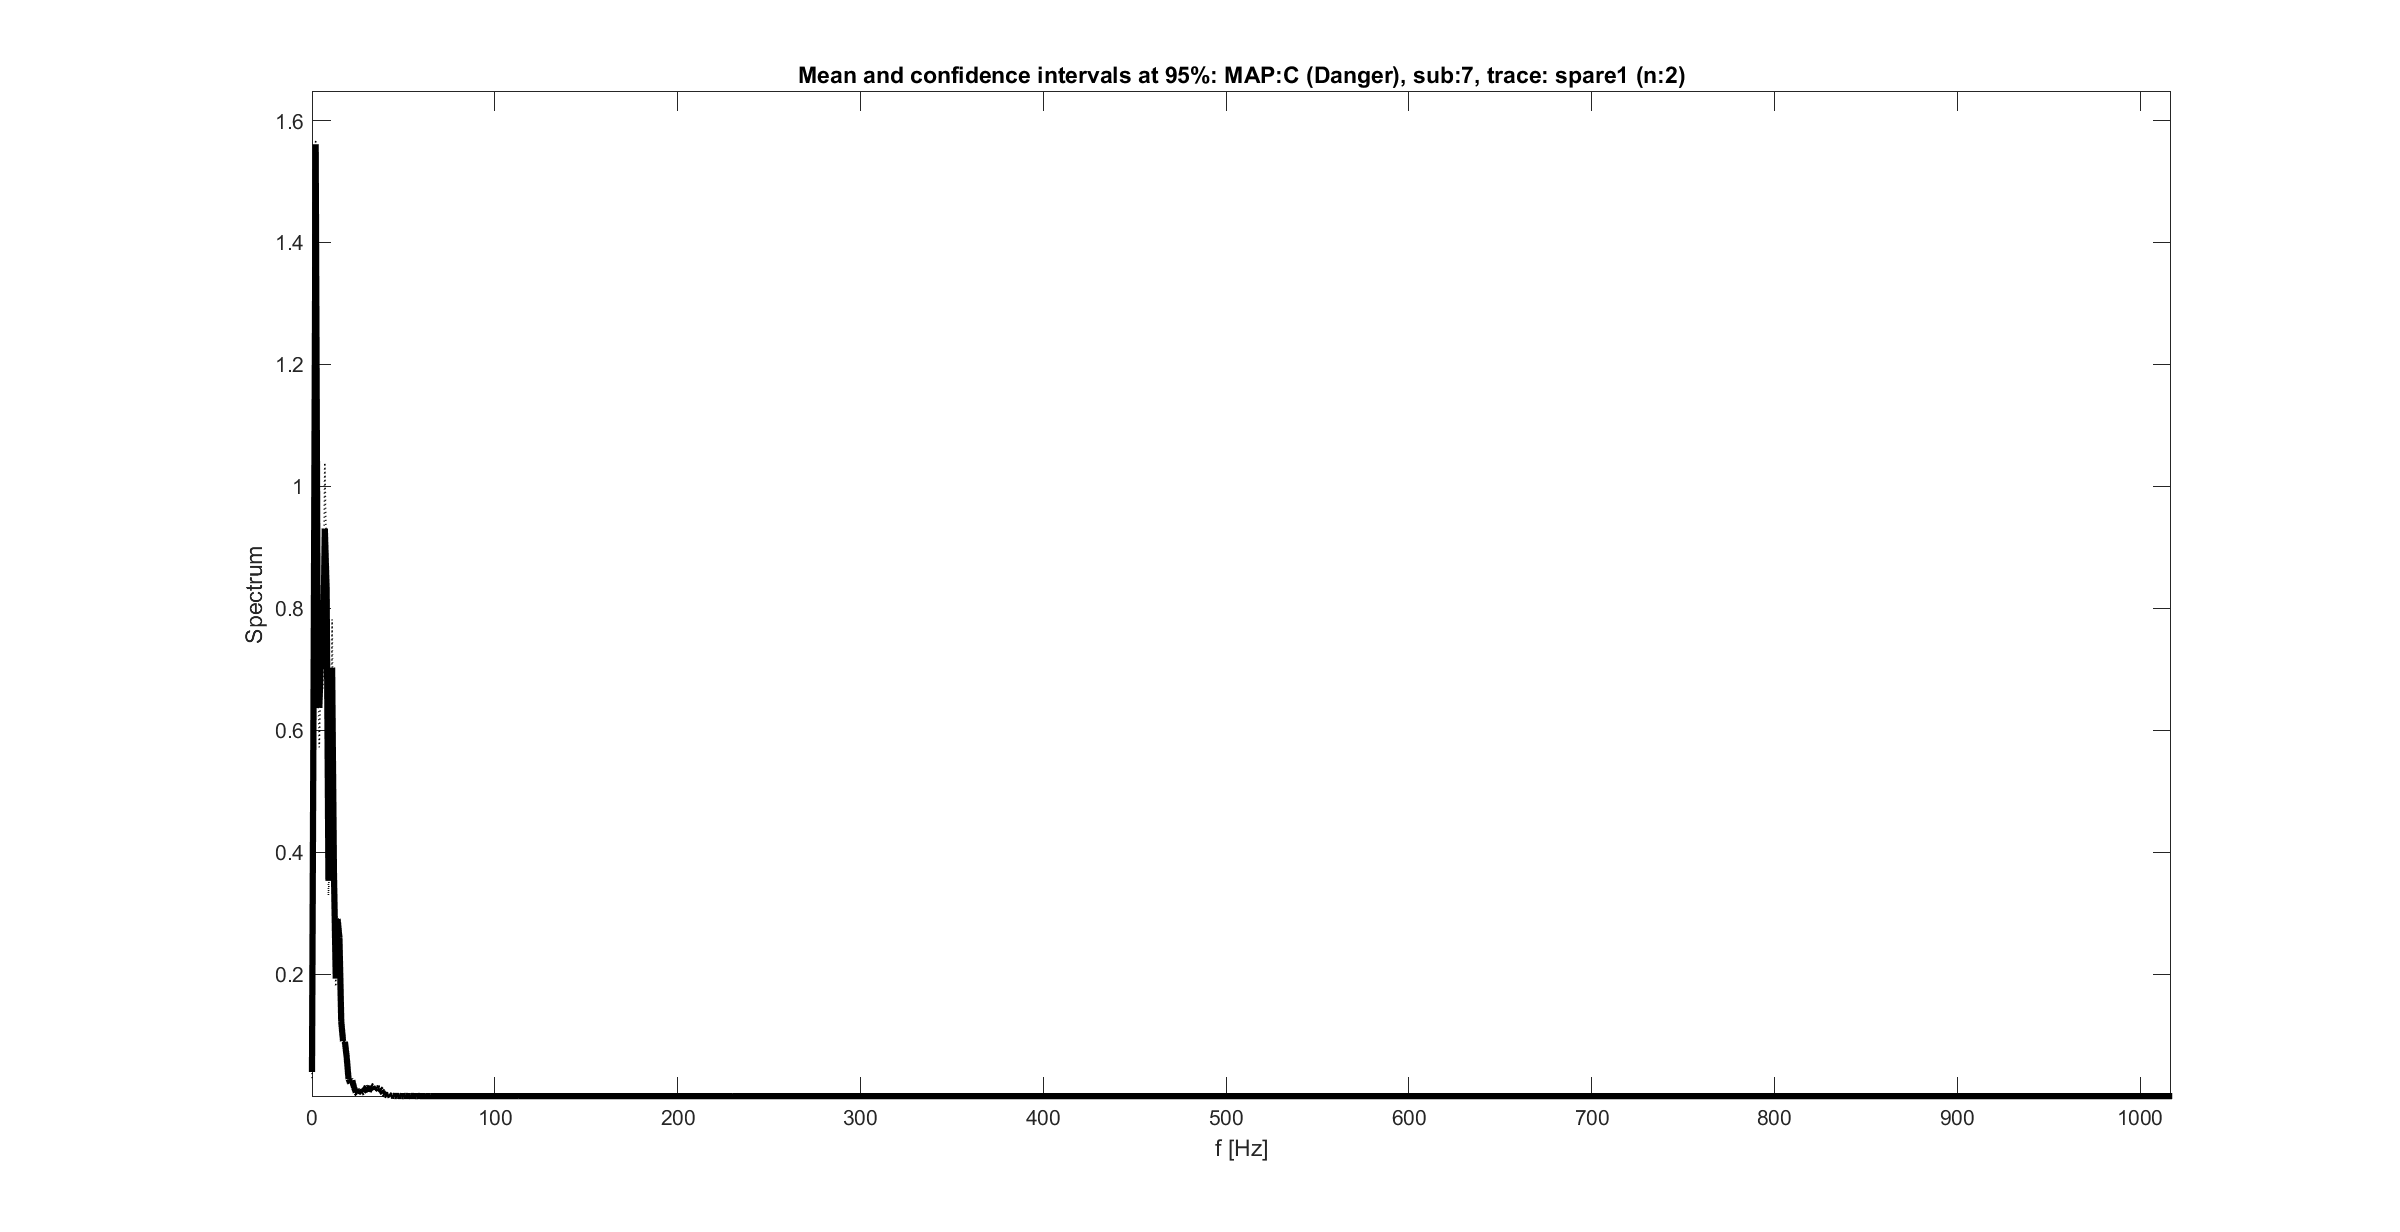 Mean and confidence intervals at 95%: MAP:C (Danger), sub:7, trace: spare1 (n:2)
1.6
1.4
1.2
1
0.8
0.6
0.4
0.2
Spectrum
0 100 200 300 400 500 600 700 800 900 1000
f [Hz]